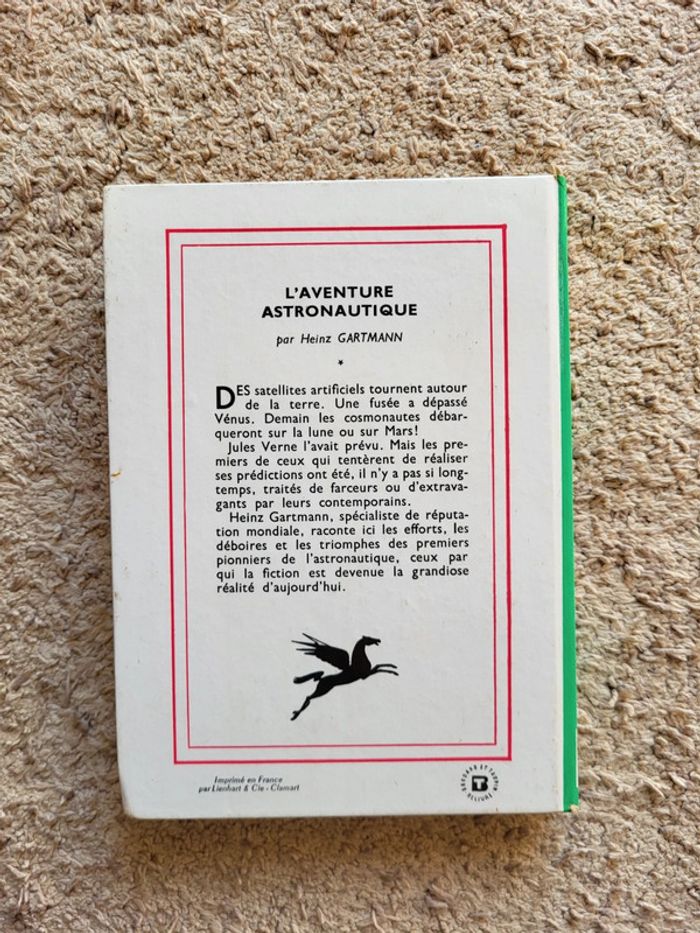 L'AVENTURE
ASTRONAUTIQUE
par Heinz GARTMANN
*
DES satellites artificiels tournent autour
de la terre. Une fusée a dépassé
Vénus. Demain les cosmonautes débar-
queront sur la lune ou sur Mars!
Jules Verne l'avait prévu. Mais les pre-
miers de ceux qui tentèrent de réaliser
ses prédictions ont été, il n'y a pas si long-
temps, traités de farceurs ou d'extrava-
gants par leurs contemporains.
Heinz Gartmann, spécialiste de réputa-
tation mondiale, raconte ici les efforts, les
déboires et les triomphes des premiers
pionniers de l'astronautique, ceux par
qui la fiction est devenue la grandiose
réalité d'aujourd'hui.
Imprimé en France
par Lienhart & Cie - Clamart
BRODARD ET TAUPIN
RELIURE